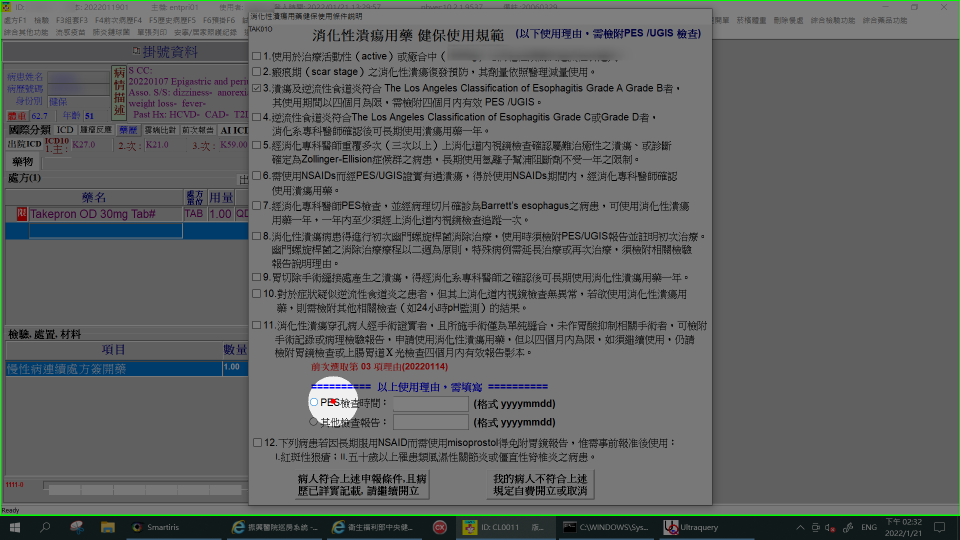 ID:
消化性潰瘍用藥健保使用條件說明
TAK01O
消化性潰瘍用藥 健保使用規範 (以下使用理由，需檢附PES /UGIS 檢查)
1.使用於治療活動性 (active) 或癒合中 (
2.瘢痕期 (scar stage) 之消化性潰瘍復發預防，其劑量依照醫理減量使用。
3.潰瘍及逆流性食道炎符合 The Los Angeles Classification of Esophagitis Grade A Grade B者，
其使用期間以四個月為限，需檢附四個月內有效 PES /UGIS。
4.逆流性食道炎符合The Los Angeles Classification of Esophagitis Grade C或Grade D者，
消化系專科醫師確認後可長期使用潰瘍用藥一年。
5.經消化系專科醫師重覆多次（三次以上）上消化道內視鏡檢查確認屬難治癒性之潰瘍、或診斷
確定為Zollinger-Ellision症候群之病患，長期使用氫離子幫浦阻斷劑不受一年之限制。
6.需使用NSAIDs而經PES/UGIS證實有過潰瘍，得於使用NSAIDs期間內，經消化專科醫師確認
使用潰瘍用藥。
7.經消化系專科醫師PES檢查，並經病理切片確診為Barrett's esophagus之病患，可使用消化性潰瘍
用藥一年，一年內至少須經上消化道內視鏡檢查追蹤一次。
8.消化性潰瘍病患得進行初次幽門螺旋桿菌消除治療，使用時須檢附PES/UGIS報告並註明初次治療。
幽門螺旋桿菌之消除治療療程以二週為原則，特殊病例需延長治療或再次治療，須檢附相關檢驗
報告說明理由。
9.胃切除手術縫接處產生之潰瘍，得經消化系專科醫師之確認後可長期使用消化性潰瘍用藥一年。
10.對於症狀疑似逆流性食道炎之患者，但其上消化道內視鏡檢查無異常，若欲使用消化性潰瘍用
藥，則需檢附其他相關檢查（如24小時pH監測）的結果。
11.消化性潰瘍穿孔病人經手術證實者，且所施手術僅為單純縫合，未作胃酸抑制相關手術者，可檢附
手術記錄或病理檢驗報告，申請使用消化性潰瘍用藥，但以四個月內為限，如須繼續使用，仍請
檢附胃鏡檢查或上腸胃道X光檢查四個月內有效報告影本。
前次選取第 03 項理由(20220114)
========== 以上使用理由，需填寫 ==========
PES檢查時間： (格式 yyyymmdd)
其他檢查報告： (格式 yyyymmdd)
12.下列病患若因長期服用NSAID而需使用misoprostol得免附胃鏡報告，惟需事前報准後使用：
I.紅斑性狼瘡；II.五十歲以上罹患類風濕性關節炎或僵直性脊椎炎之病患。
病人符合上述申報條件,且病
歷已詳實記載, 請繼續開立
我的病人不符合上述
規定自費開立或取消
掛號資料
病患姓名
病歷號碼
身份別 健保
體重 62.7 年齡 51
病情描述
S CC:
20220107 Epigastric and peri
Asso. S/S: dizziness- anorexia
weight loss- fever-
Past Hx: HCVD- CAD- T2D
國際分類 ICD 腫瘤反應 藥歷 雲端比對 前次報告 AI ICT
出院ICD ICD10 1.主: K27.0 2.次: K21.0 3.次: K59.00
藥物
處方(1)
藥名 處方單位 用量
限 Takepron OD 30mg Tab# TAB 1.00 QD
檢驗, 處置, 材料
項目 數量
慢性病連續處方簽開藥 1.00
1111-0
Ready
Smartiris
振興醫院巡房系統 -...
衛生福利部中央健...
CX
ID: CL0011 版...
C:\WINDOWS\Sys...
Ultraquery
ENG
下午 02:32
2022/1/21